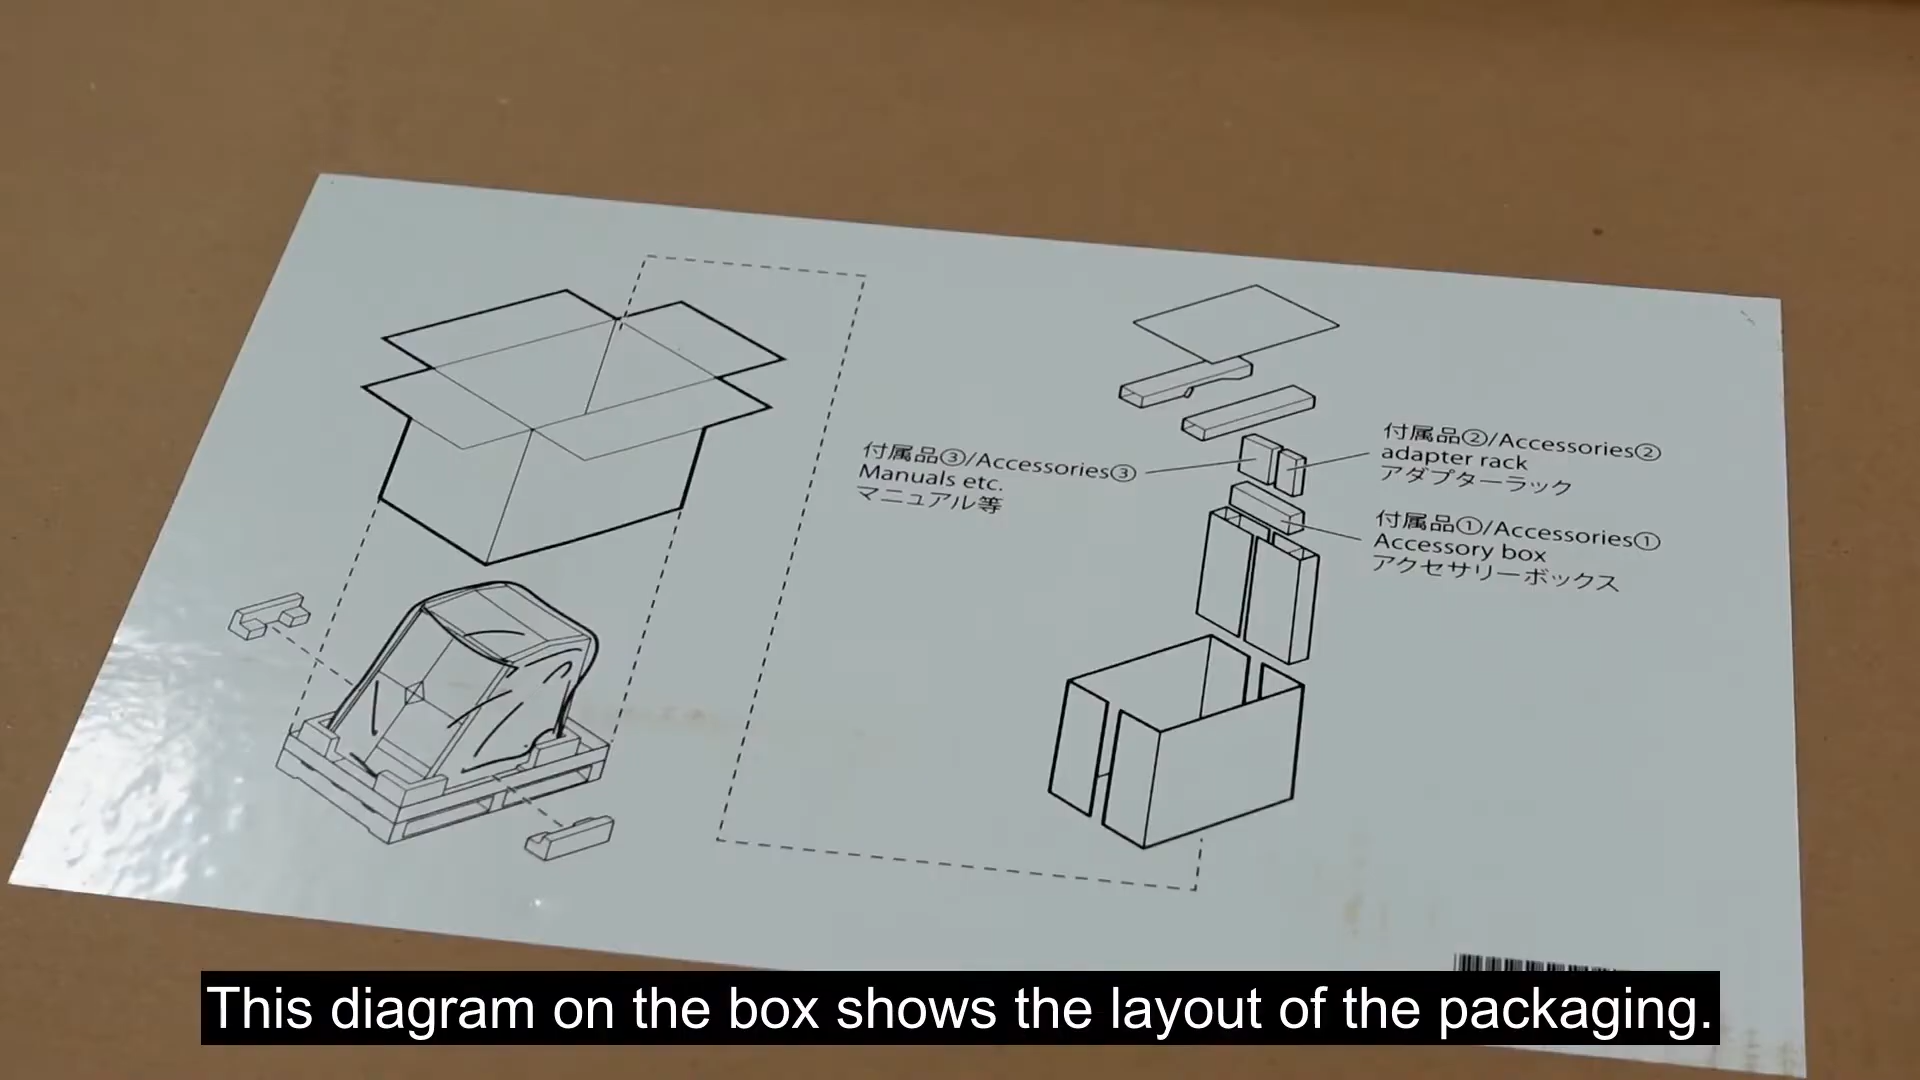 付属品③/Accessories③
Manuals etc.
マニュアル等
付属品②/Accessories②
adapter rack
アダプターラック
付属品①/Accessories①
Accessory box
アクセサリーボックス
This diagram on the box shows the layout of the packaging.